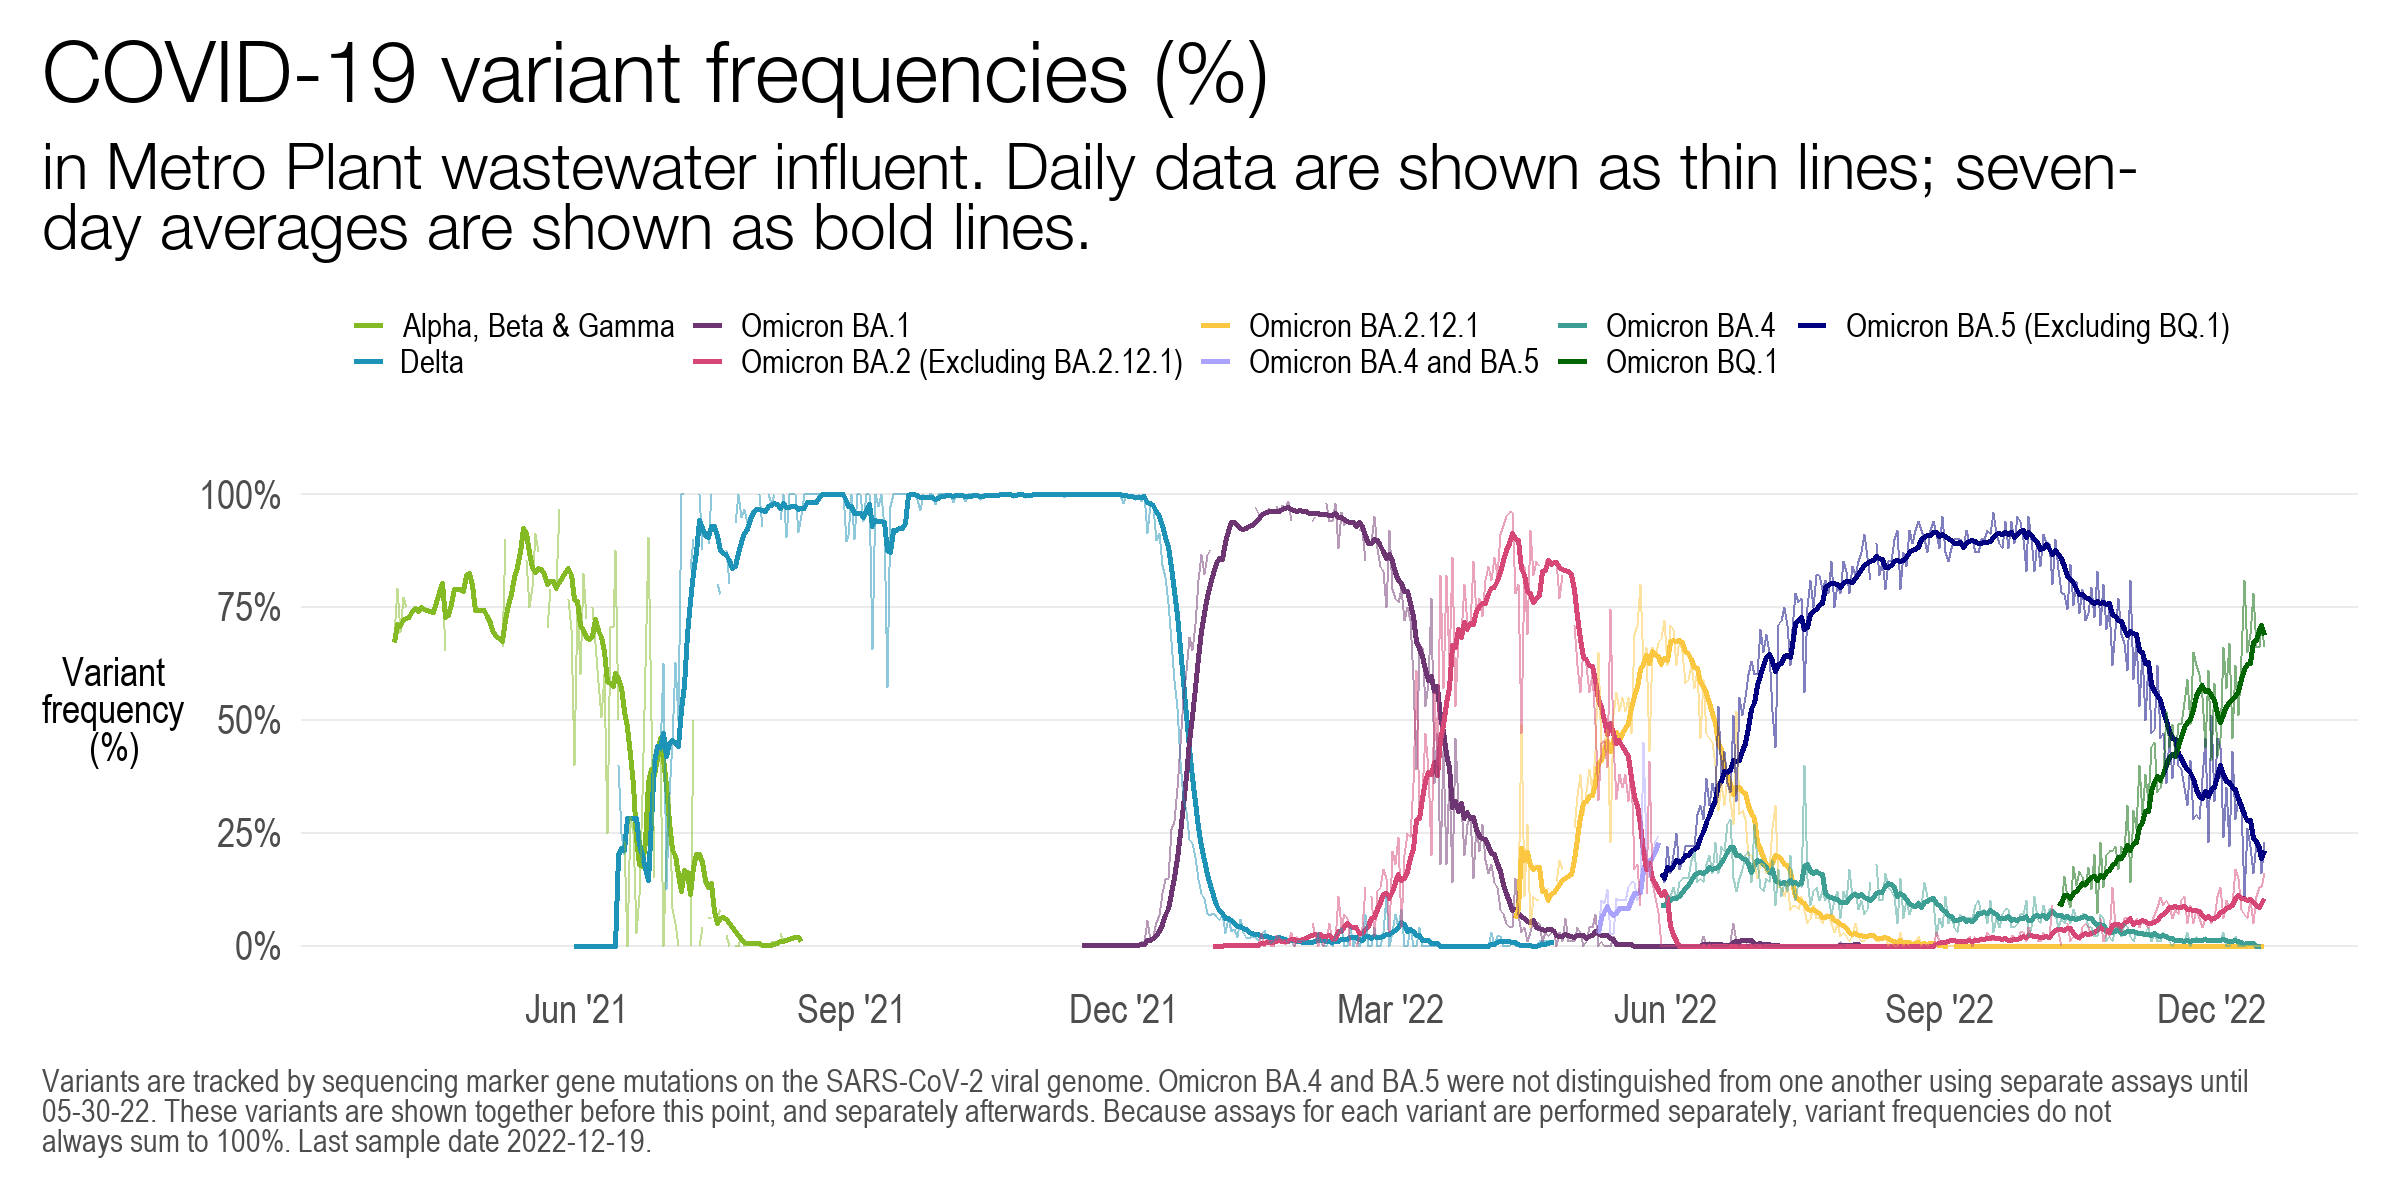 COVID-19 variant frequencies (%)
in Metro Plant wastewater influent. Daily data are shown as thin lines; seven-
day averages are shown as bold lines.
Alpha, Beta & Gamma
Omicron BA.1
Omicron BA.2.12.1
Omicron BA.4
Omicron BA.5 (Excluding BQ.1)
Delta
Omicron BA.2 (Excluding BA.2.12.1)
Omicron BA.4 and BA.5
Omicron BQ.1
100%
75%
50%
25%
0%
Variant
frequency
(%)
Jun '21
Sep '21
Dec '21
Mar '22
Jun '22
Sep '22
Dec '22
Variants are tracked by sequencing marker gene mutations on the SARS-CoV-2 viral genome. Omicron BA.4 and BA.5 were not distinguished from one another using separate assays until
05-30-22. These variants are shown together before this point, and separately afterwards. Because assays for each variant are performed separately, variant frequencies do not
always sum to 100%. Last sample date 2022-12-19.